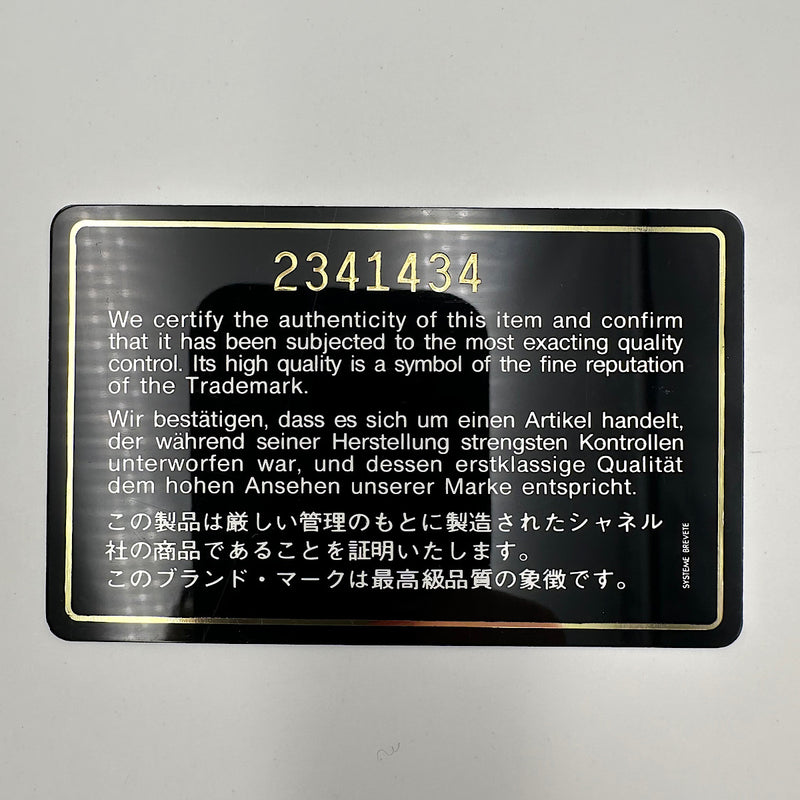 2341434
We certify the authenticity of this item and confirm
that it has been subjected to the most exacting quality
control. Its high quality is a symbol of the fine reputation
of the Trademark.
Wir bestätigen, dass es sich um einen Artikel handelt,
der während seiner Herstellung strengsten Kontrollen
unterworfen war, und dessen erstklassige Qualität
dem hohen Ansehen unserer Marke entspricht.
この製品は厳しい管理のもとに製造されたシャネル
社の商品であることを証明いたします。
このブランド・マークは最高級品質の象徴です。
SYSTEME BREVETE